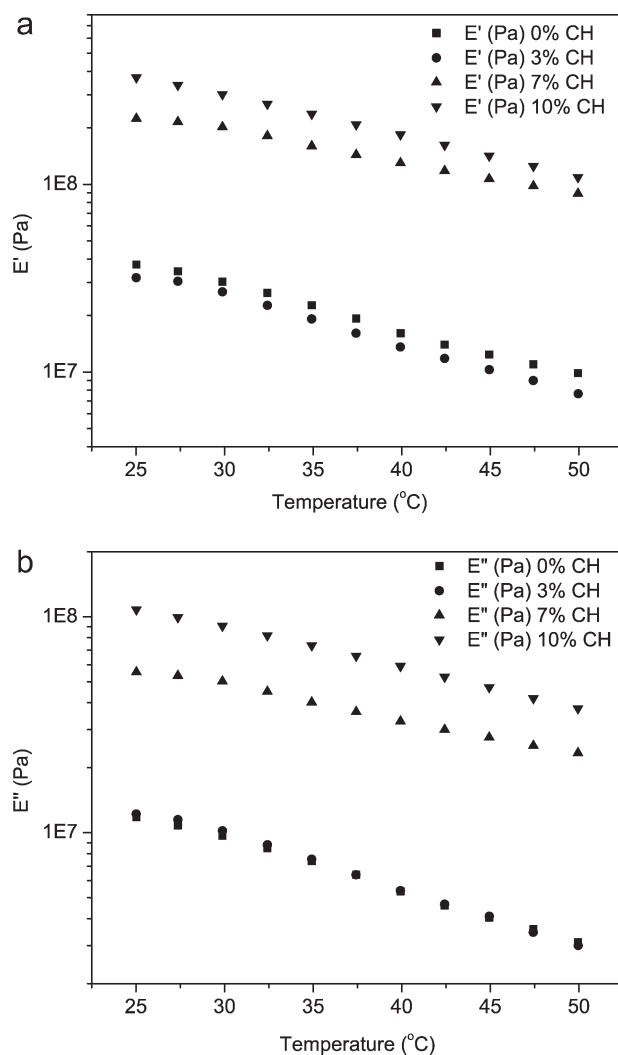 a
E' (Pa) 0% CH
E' (Pa) 3% CH
E' (Pa) 7% CH
E' (Pa) 10% CH
1E8
1E7
E' (Pa)
25 30 35 40 45 50
Temperature (°C)
b
E" (Pa) 0% CH
E" (Pa) 3% CH
E" (Pa) 7% CH
E" (Pa) 10% CH
1E8
1E7
E" (Pa)
25 30 35 40 45 50
Temperature (°C)